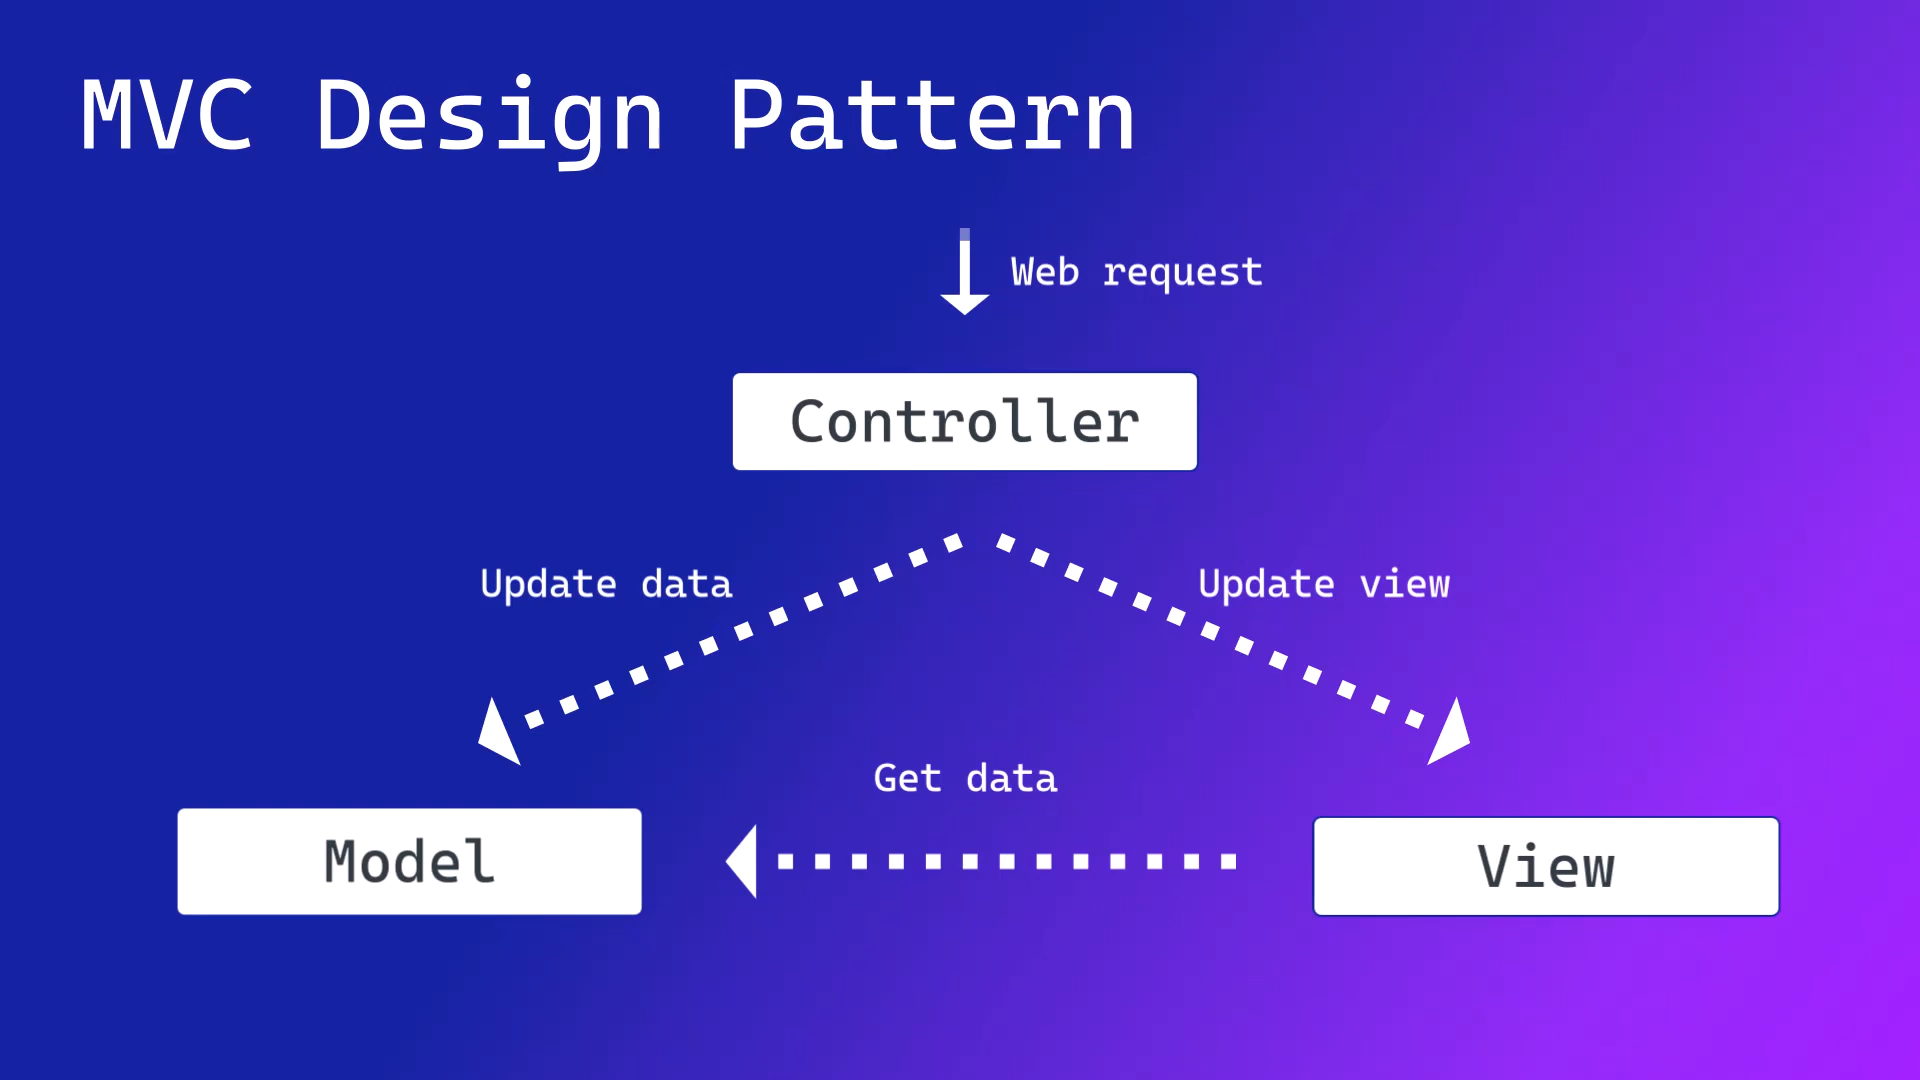 MVC Design Pattern
Web request
Controller
Update data
Update view
Get data
Model
View